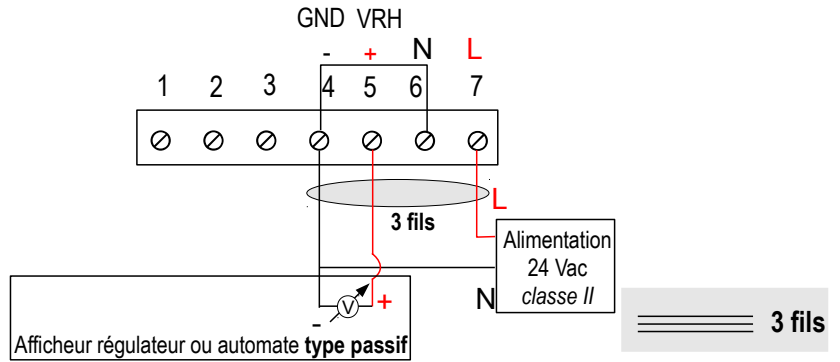 GND VRH
- + N L
1 2 3 4 5 6 7
L
3 fils
Alimentation
24 Vac
classe II
N
V
+
-
Afficheur régulateur ou automate type passif
3 fils